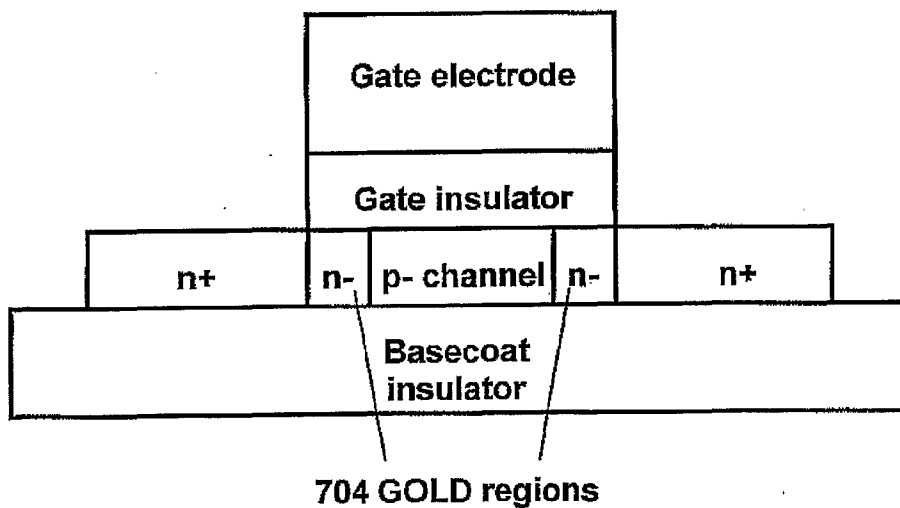 Gate electrode
Gate insulator
n+ n- p- channel n- n+
Basecoat
insulator
704 GOLD regions